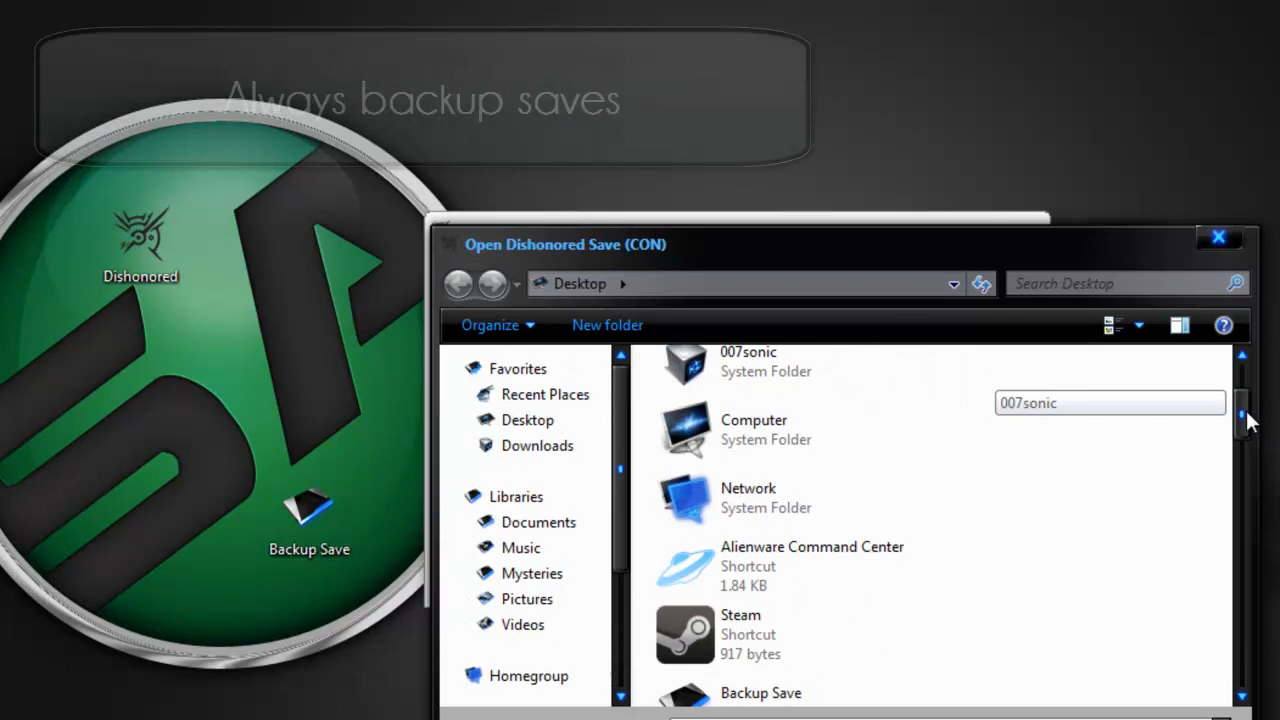 Always backup saves
Dishonored
Backup Save
Open Dishonored Save (CON)
Desktop
Search Desktop
Organize
New folder
Favorites
Recent Places
Desktop
Downloads
Libraries
Documents
Music
Mysteries
Pictures
Videos
Homegroup
007sonic
System Folder
007sonic
Computer
System Folder
Network
System Folder
Alienware Command Center
Shortcut
1.84 KB
Steam
Shortcut
917 bytes
Backup Save